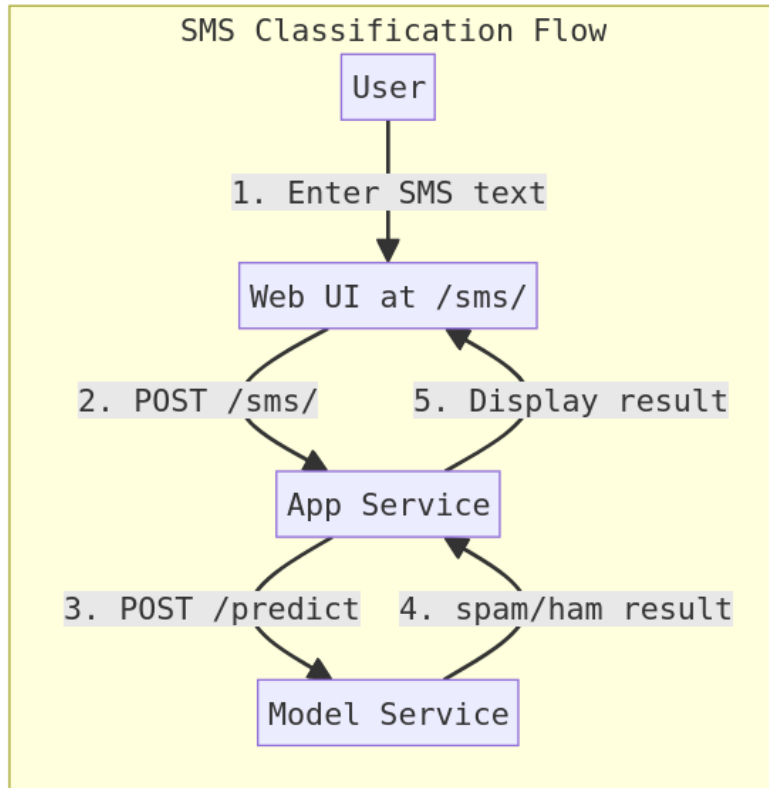 SMS Classification Flow
User
1. Enter SMS text
Web UI at /sms/
2. POST /sms/
5. Display result
App Service
3. POST /predict
4. spam/ham result
Model Service